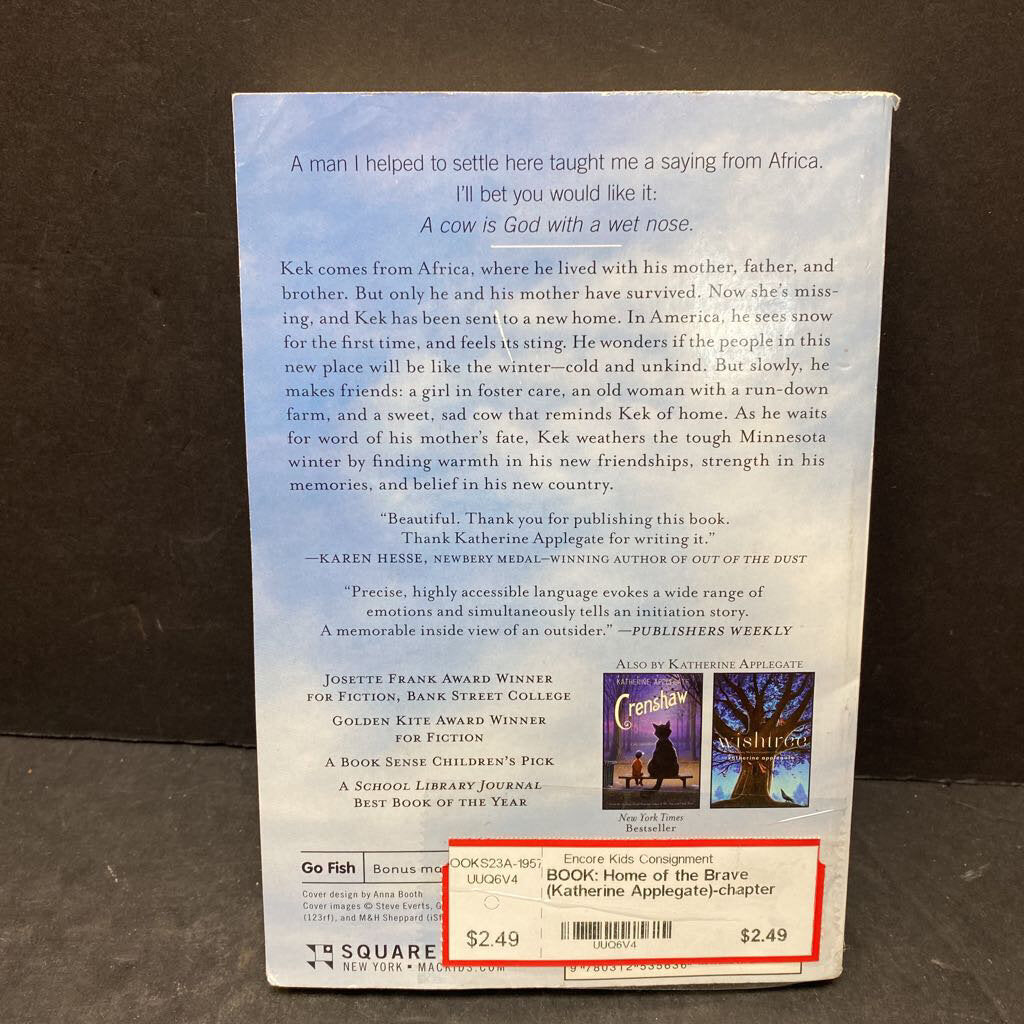 A man I helped to settle here taught me a saying from Africa.
I'll bet you would like it:
A cow is God with a wet nose.
Kek comes from Africa, where he lived with his mother, father, and
brother. But only he and his mother have survived. Now she's miss-
ing, and Kek has been sent to a new home. In America, he sees snow
for the first time, and feels its sting. He wonders if the people in this
new place will be like the winter—cold and unkind. But slowly, he
makes friends: a girl in foster care, an old woman with a run-down
farm, and a sweet, sad cow that reminds Kek of home. As he waits
for word of his mother's fate, Kek weathers the tough Minnesota
winter by finding warmth in his new friendships, strength in his
memories, and belief in his new country.
"Beautiful. Thank you for publishing this book.
Thank Katherine Applegate for writing it."
—KAREN HESSE, NEWBERY MEDAL–WINNING AUTHOR OF OUT OF THE DUST
"Precise, highly accessible language evokes a wide range of
emotions and simultaneously tells an initiation story.
A memorable inside view of an outsider." —PUBLISHERS WEEKLY
JOSETTE FRANK AWARD WINNER
FOR FICTION, BANK STREET COLLEGE
GOLDEN KITE AWARD WINNER
FOR FICTION
A BOOK SENSE CHILDREN'S PICK
A SCHOOL LIBRARY JOURNAL
BEST BOOK OF THE YEAR
ALSO BY KATHERINE APPLEGATE
KATHERINE APPLEGATE
Crenshaw
wishtree
katherine applegate
New York Times
Bestseller
Go Fish Bonus ma
Cover design by Anna Booth
Cover images © Steve Everts, G
(123rf), and M&H Sheppard (iSt
SQUARE
NEW YORK • MACKIDS.COM
OOKS23A-1957
UUQ6V4
$2.49
Encore Kids Consignment
BOOK: Home of the Brave
(Katherine Applegate)-chapter
UUQ6V4
$2.49
9 780312 535636